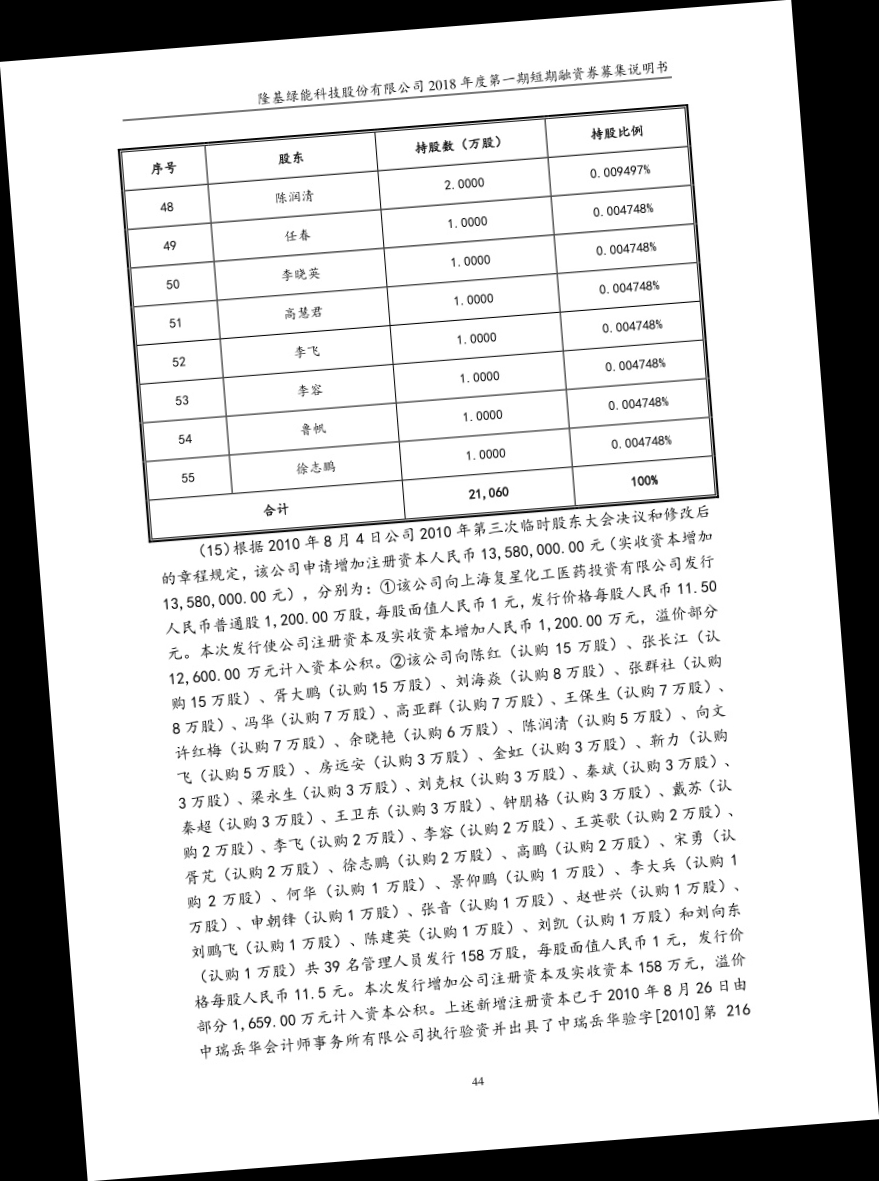 隆基绿能科技股份有限公司 2018 年度第一期短期融资券募集说明书
序号 股东 持股数（万股） 持股比例
48 陈润清 2.0000 0.009497%
49 任春 1.0000 0.004748%
50 李晓英 1.0000 0.004748%
51 高慧君 1.0000 0.004748%
52 李飞 1.0000 0.004748%
53 李容 1.0000 0.004748%
54 鲁帆 1.0000 0.004748%
55 徐志鹏 1.0000 0.004748%
合计 21,060 100%
（15）根据 2010 年 8 月 4 日公司 2010 年第三次临时股东大会决议和修改后
的章程规定，该公司申请增加注册资本人民币 13,580,000.00 元（实收资本增加
13,580,000.00 元），分别为：①该公司向上海复星化工医药投资有限公司发行
人民币普通股 1,200.00 万股，每股面值人民币 1 元，发行价格每股人民币 11.50
元。本次发行使公司注册资本及实收资本增加人民币 1,200.00 万元，溢价部分
12,600.00 万元计入资本公积。②该公司向陈红（认购 15 万股）、张长江（认
购 15 万股）、胥大鹏（认购 15 万股）、刘海焱（认购 8 万股）、张群社（认购
8 万股）、冯华（认购 7 万股）、高亚群（认购 7 万股）、王保生（认购 7 万股）、
许红梅（认购 7 万股）、余晓艳（认购 6 万股）、陈润清（认购 5 万股）、向文
飞（认购 5 万股）、房远安（认购 3 万股）、金虹（认购 3 万股）、靳力（认购
3 万股）、梁永生（认购 3 万股）、刘克权（认购 3 万股）、秦斌（认购 3 万股）、
秦超（认购 3 万股）、王卫东（认购 3 万股）、钟朋格（认购 3 万股）、戴苏（认
购 2 万股）、李飞（认购 2 万股）、李容（认购 2 万股）、王英歌（认购 2 万股）、
胥芃（认购 2 万股）、徐志鹏（认购 2 万股）、高鹏（认购 2 万股）、宋勇（认
购 2 万股）、何华（认购 1 万股）、景仰鹏（认购 1 万股）、李大兵（认购 1
万股）、申朝锋（认购 1 万股）、张音（认购 1 万股）、赵世兴（认购 1 万股）、
刘鹏飞（认购 1 万股）、陈建英（认购 1 万股）、刘凯（认购 1 万股）和刘向东
（认购 1 万股）共 39 名管理人员发行 158 万股，每股面值人民币 1 元，发行价
格每股人民币 11.5 元。本次发行增加公司注册资本及实收资本 158 万元，溢价
部分 1,659.00 万元计入资本公积。上述新增注册资本已于 2010 年 8 月 26 日由
中瑞岳华会计师事务所有限公司执行验资并出具了中瑞岳华验字[2010]第 216
44